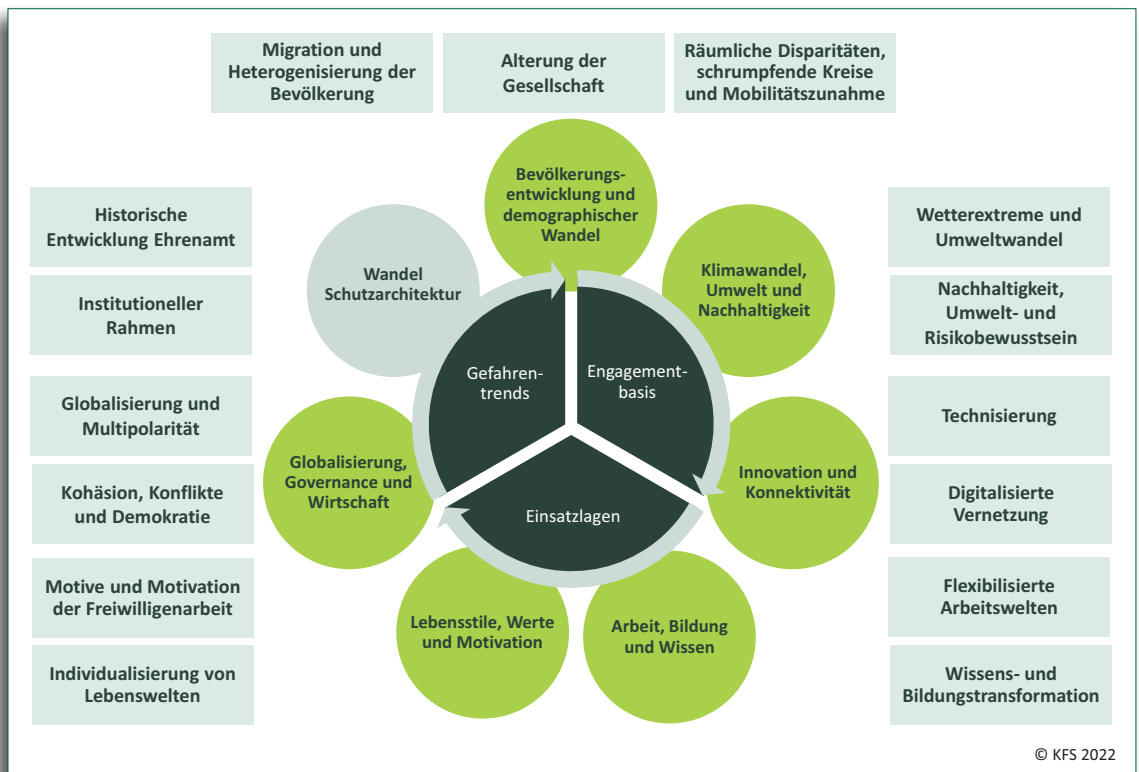 Migration und
Heterogenisierung der
Bevölkerung
Alterung der
Gesellschaft
Räumliche Disparitäten,
schrumpfende Kreise
und Mobilitätszunahme
Historische
Entwicklung Ehrenamt
Institutioneller
Rahmen
Globalisierung und
Multipolarität
Kohäsion, Konflikte
und Demokratie
Motive und Motivation
der Freiwilligenarbeit
Individualisierung von
Lebenswelten
Bevölkerungs-
entwicklung und
demographischer
Wandel
Wandel
Schutzarchitektur
Klimawandel,
Umwelt und
Nachhaltigkeit
Gefahren-
trends
Engagement-
basis
Einsatzlagen
Globalisierung,
Governance und
Wirtschaft
Innovation und
Konnektivität
Lebensstile, Werte
und Motivation
Arbeit, Bildung
und Wissen
Wetterextreme und
Umweltwandel
Nachhaltigkeit,
Umwelt- und
Risikobewusstsein
Technisierung
Digitalisierte
Vernetzung
Flexibilisierte
Arbeitswelten
Wissens- und
Bildungstransformation
© KFS 2022